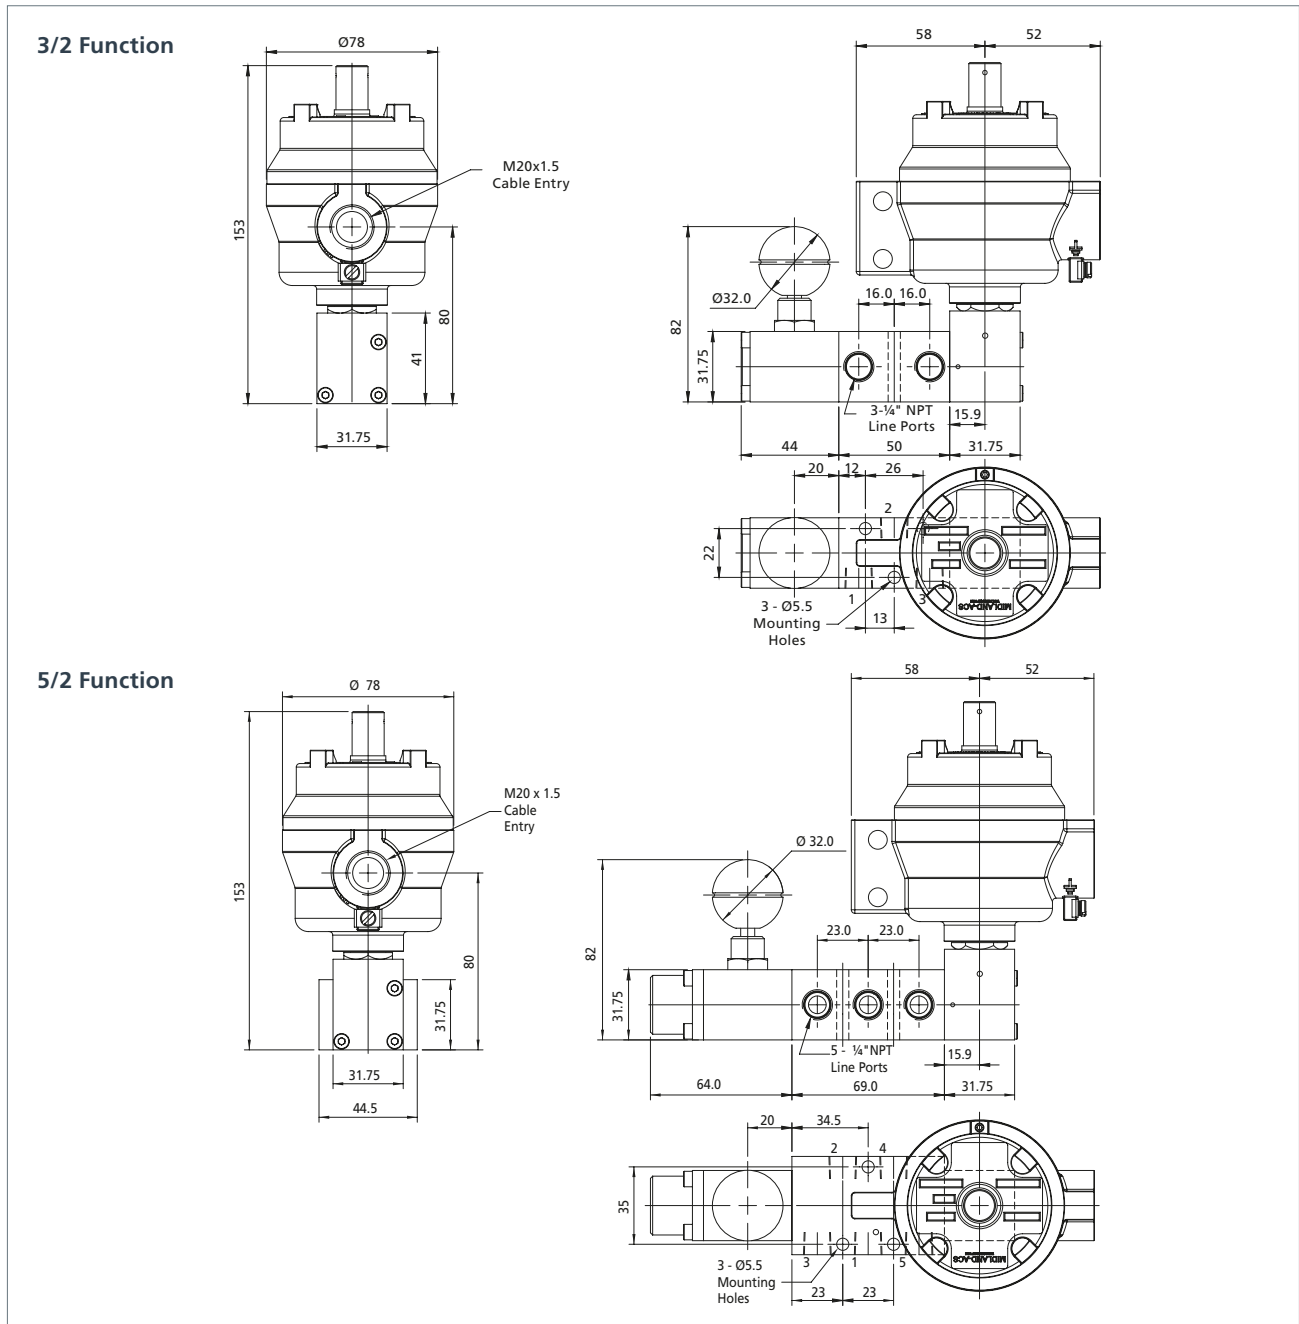 3/2 Function
Ø78
153
M20x1.5
Cable Entry
80
41
31.75
58
52
Ø32.0
16.0
16.0
82
31.75
3-¼" NPT
Line Ports
15.9
44
50
31.75
20
12
26
2
22
1
3
3 - Ø5.5
Mounting
Holes
13
MIDLAND-ACS
5/2 Function
Ø 78
153
M20 x 1.5
Cable
Entry
80
31.75
31.75
44.5
58
52
Ø 32.0
23.0
23.0
82
31.75
5 - ¼"NPT
Line Ports
15.9
64.0
69.0
31.75
20
34.5
2
4
35
3
1
5
3 - Ø5.5
Mounting
Holes
23
23
MIDLAND-ACS